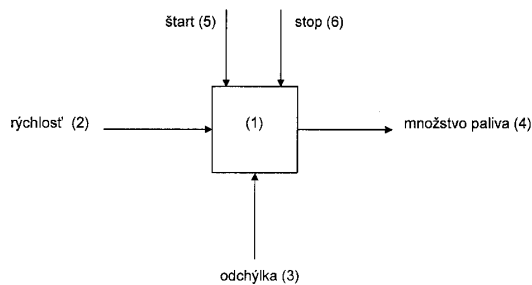 štart (5)
stop (6)
rýchlosť (2)
(1)
množstvo paliva (4)
odchýlka (3)